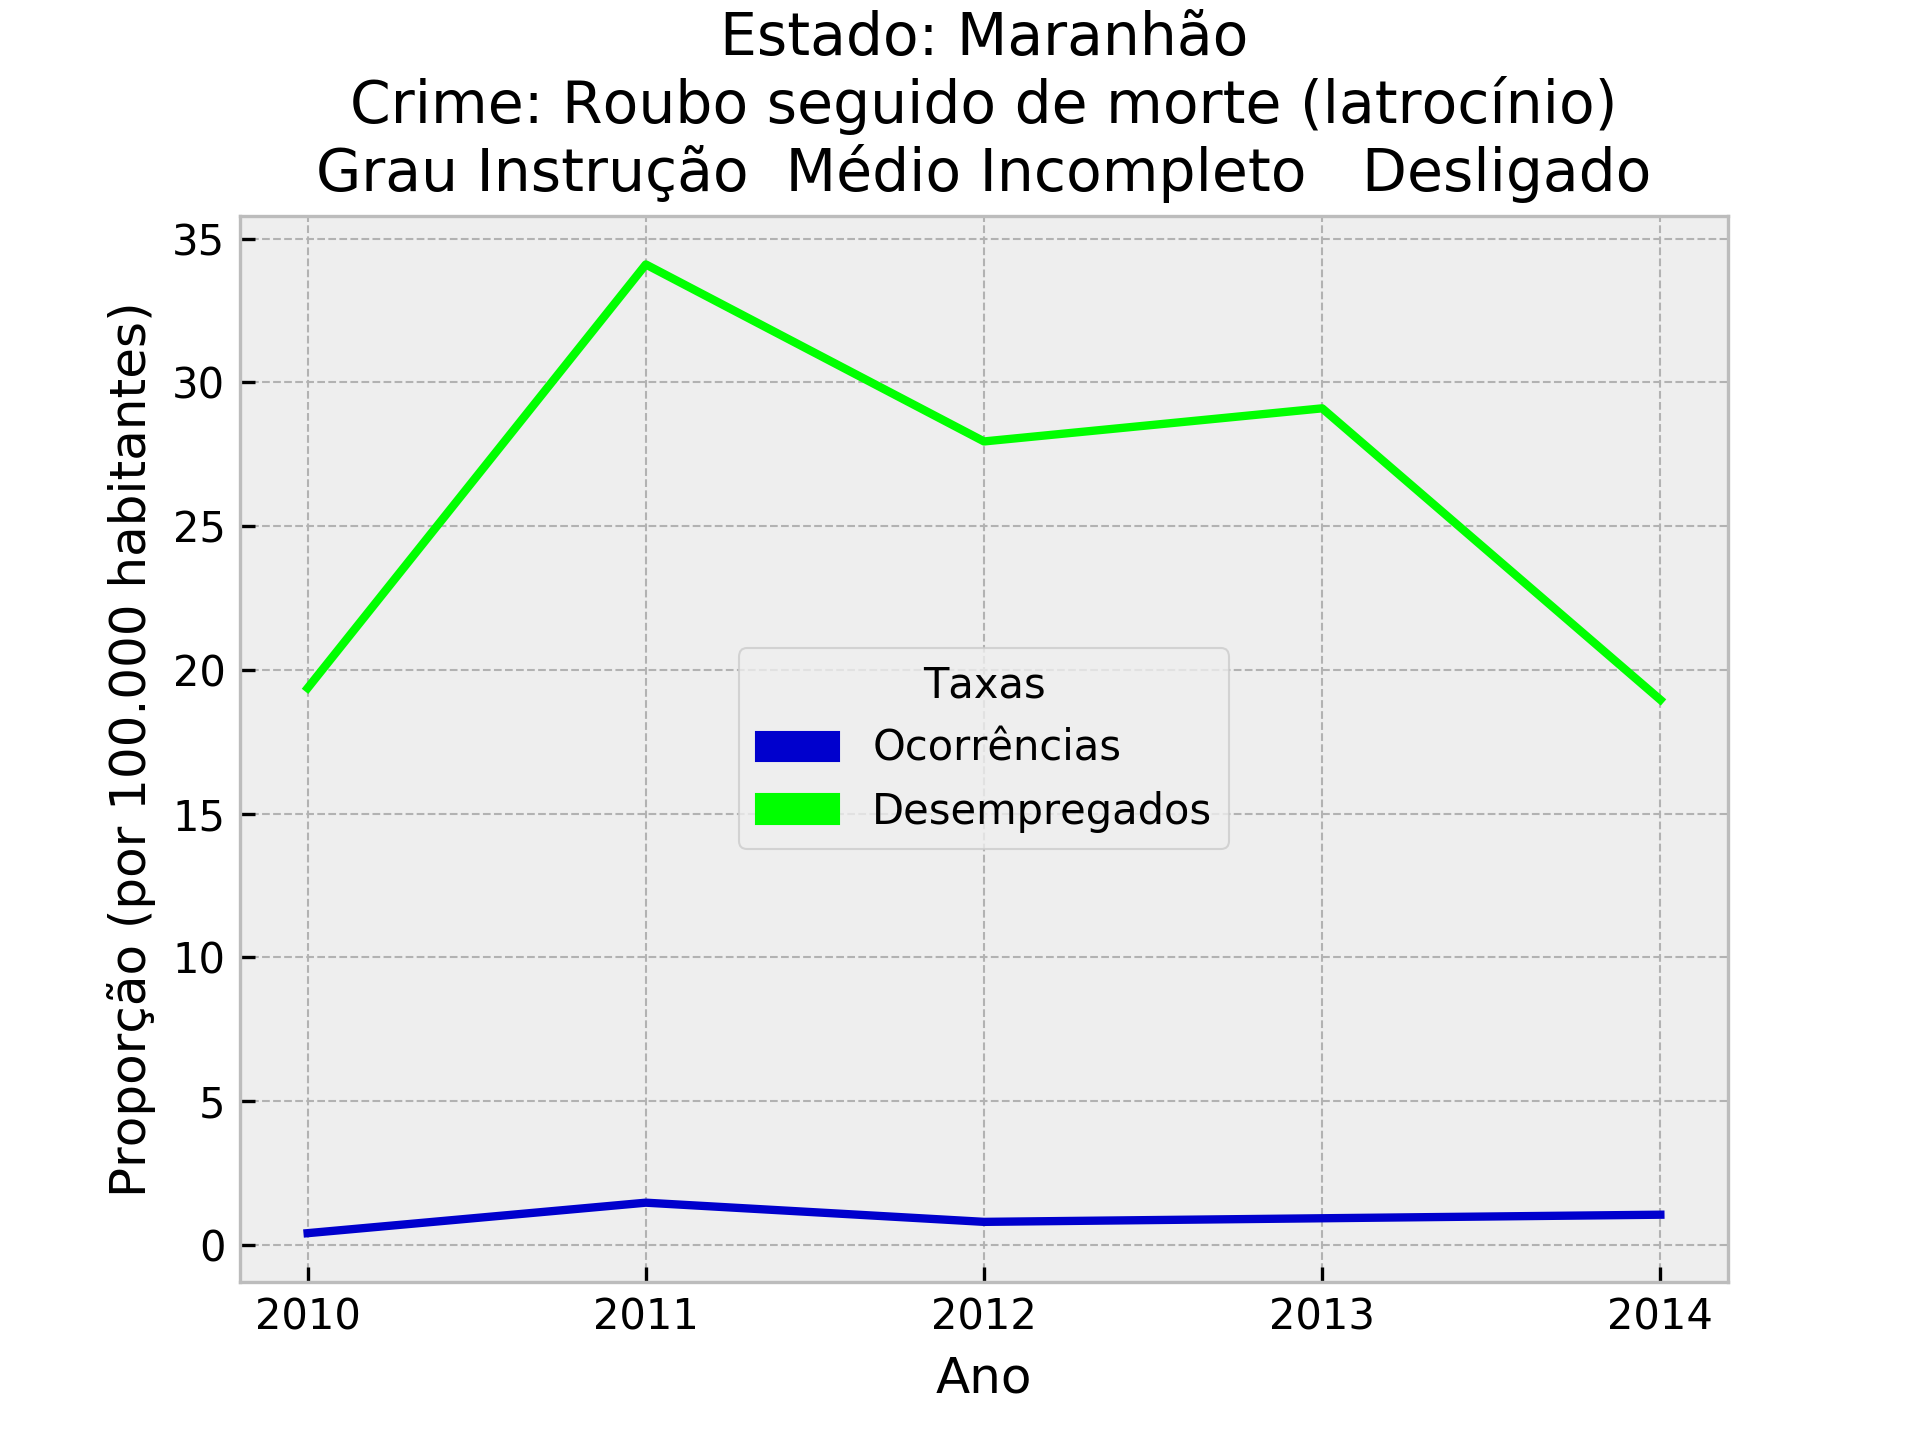 Estado: Maranhão
Crime: Roubo seguido de morte (latrocínio)
Grau Instrução  Médio Incompleto   Desligado
Proporção (por 100.000 habitantes)
35
30
25
20
15
10
5
0
Taxas
Ocorrências
Desempregados
2010 2011 2012 2013 2014
Ano